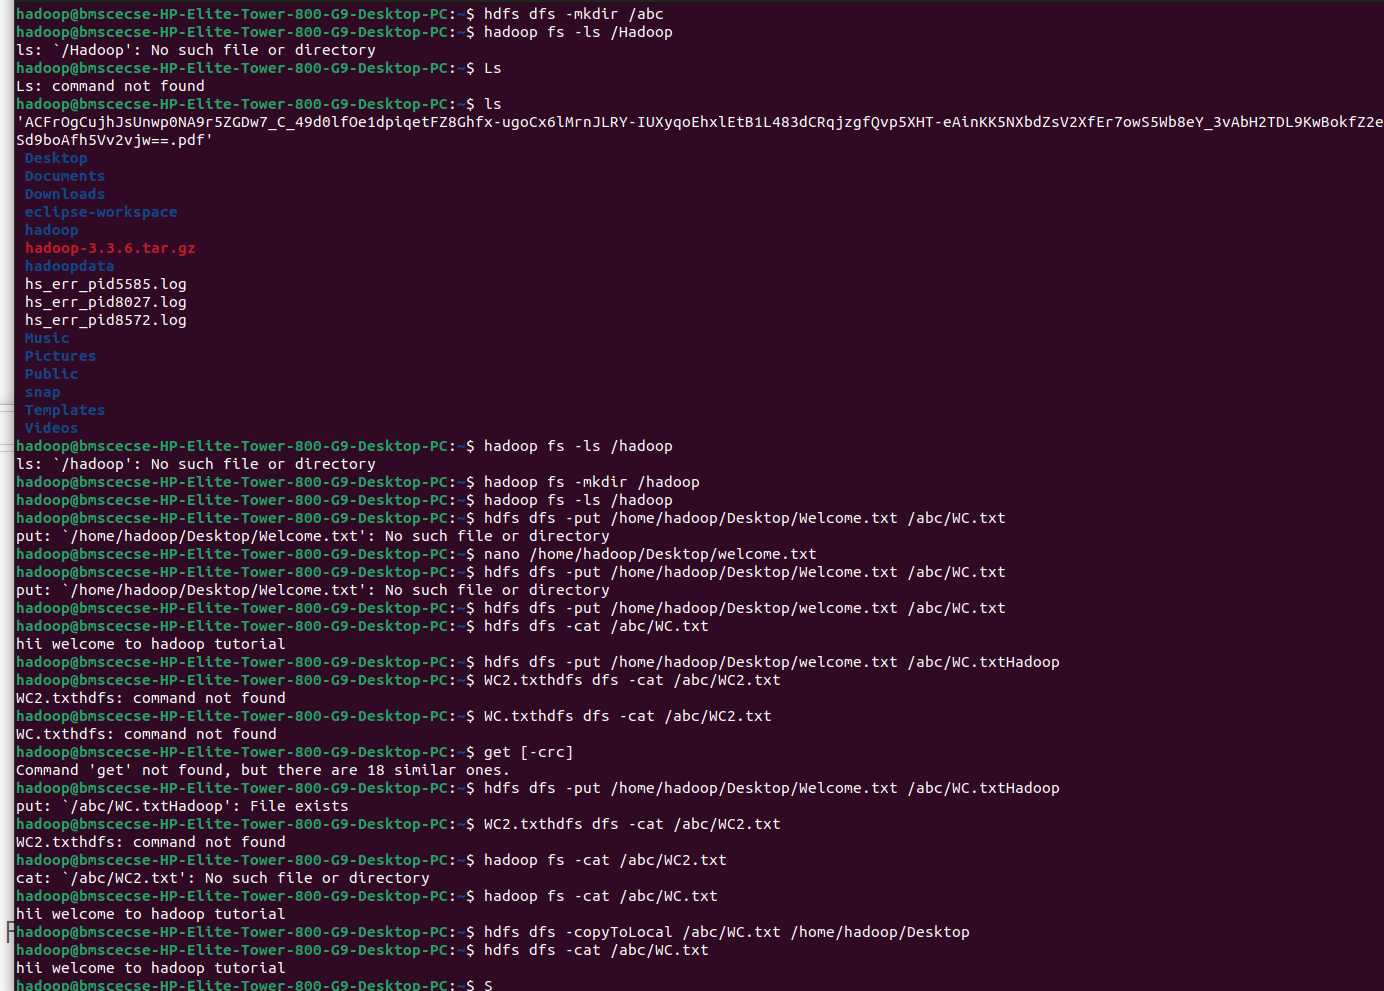 hadoop@bmscecse-HP-Elite-Tower-800-G9-Desktop-PC:~$ hdfs dfs -mkdir /abc
hadoop@bmscecse-HP-Elite-Tower-800-G9-Desktop-PC:~$ hadoop fs -ls /Hadoop
ls: `/Hadoop': No such file or directory
hadoop@bmscecse-HP-Elite-Tower-800-G9-Desktop-PC:~$ Ls
Ls: command not found
hadoop@bmscecse-HP-Elite-Tower-800-G9-Desktop-PC:~$ ls
'ACFrOgCujhJsUnwp0NA9r5ZGDw7_C_49d0lfOe1dpiqetFZ8Ghfx-ugoCx6lMrnJLRY-IUXyqoEhxlEtB1L483dCRqjzgfQvp5XHT-eAinKK5NXbdZsV2XfEr7owS5Wb8eY_3vAbH2TDL9KwBokfZ2e
Sd9boAfh5Vv2vjw==.pdf'
Desktop
Documents
Downloads
eclipse-workspace
hadoop
hadoop-3.3.6.tar.gz
hadoopdata
hs_err_pid5585.log
hs_err_pid8027.log
hs_err_pid8572.log
Music
Pictures
Public
snap
Templates
Videos
hadoop@bmscecse-HP-Elite-Tower-800-G9-Desktop-PC:~$ hadoop fs -ls /hadoop
ls: `/hadoop': No such file or directory
hadoop@bmscecse-HP-Elite-Tower-800-G9-Desktop-PC:~$ hadoop fs -mkdir /hadoop
hadoop@bmscecse-HP-Elite-Tower-800-G9-Desktop-PC:~$ hadoop fs -ls /hadoop
hadoop@bmscecse-HP-Elite-Tower-800-G9-Desktop-PC:~$ hdfs dfs -put /home/hadoop/Desktop/Welcome.txt /abc/WC.txt
put: `/home/hadoop/Desktop/Welcome.txt': No such file or directory
hadoop@bmscecse-HP-Elite-Tower-800-G9-Desktop-PC:~$ nano /home/hadoop/Desktop/welcome.txt
hadoop@bmscecse-HP-Elite-Tower-800-G9-Desktop-PC:~$ hdfs dfs -put /home/hadoop/Desktop/Welcome.txt /abc/WC.txt
put: `/home/hadoop/Desktop/Welcome.txt': No such file or directory
hadoop@bmscecse-HP-Elite-Tower-800-G9-Desktop-PC:~$ hdfs dfs -put /home/hadoop/Desktop/welcome.txt /abc/WC.txt
hadoop@bmscecse-HP-Elite-Tower-800-G9-Desktop-PC:~$ hdfs dfs -cat /abc/WC.txt
hii welcome to hadoop tutorial
hadoop@bmscecse-HP-Elite-Tower-800-G9-Desktop-PC:~$ hdfs dfs -put /home/hadoop/Desktop/welcome.txt /abc/WC.txtHadoop
hadoop@bmscecse-HP-Elite-Tower-800-G9-Desktop-PC:~$ WC2.txthdfs dfs -cat /abc/WC2.txt
WC2.txthdfs: command not found
hadoop@bmscecse-HP-Elite-Tower-800-G9-Desktop-PC:~$ WC.txthdfs dfs -cat /abc/WC2.txt
WC.txthdfs: command not found
hadoop@bmscecse-HP-Elite-Tower-800-G9-Desktop-PC:~$ get [-crc]
Command 'get' not found, but there are 18 similar ones.
hadoop@bmscecse-HP-Elite-Tower-800-G9-Desktop-PC:~$ hdfs dfs -put /home/hadoop/Desktop/Welcome.txt /abc/WC.txtHadoop
put: `/abc/WC.txtHadoop': File exists
hadoop@bmscecse-HP-Elite-Tower-800-G9-Desktop-PC:~$ WC2.txthdfs dfs -cat /abc/WC2.txt
WC2.txthdfs: command not found
hadoop@bmscecse-HP-Elite-Tower-800-G9-Desktop-PC:~$ hadoop fs -cat /abc/WC2.txt
cat: `/abc/WC2.txt': No such file or directory
hadoop@bmscecse-HP-Elite-Tower-800-G9-Desktop-PC:~$ hadoop fs -cat /abc/WC.txt
hii welcome to hadoop tutorial
hadoop@bmscecse-HP-Elite-Tower-800-G9-Desktop-PC:~$ hdfs dfs -copyToLocal /abc/WC.txt /home/hadoop/Desktop
hadoop@bmscecse-HP-Elite-Tower-800-G9-Desktop-PC:~$ hdfs dfs -cat /abc/WC.txt
hii welcome to hadoop tutorial
hadoop@bmscecse-HP-Elite-Tower-800-G9-Desktop-PC:~$ S